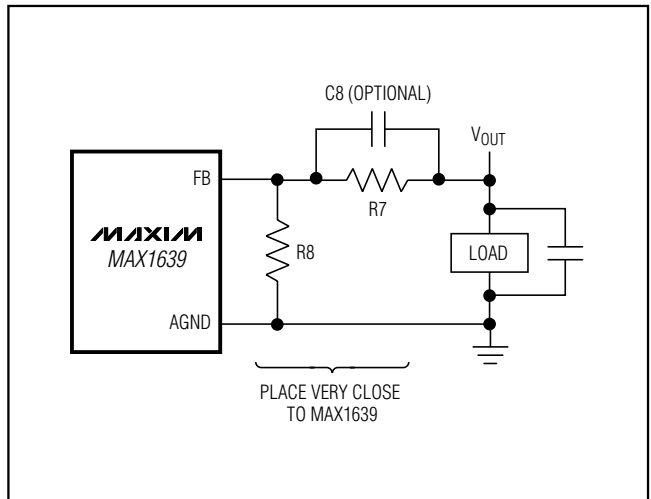 C8 (OPTIONAL)
VOUT
FB
R7
MAXIM
MAX1639
R8
LOAD
AGND
PLACE VERY CLOSE
TO MAX1639